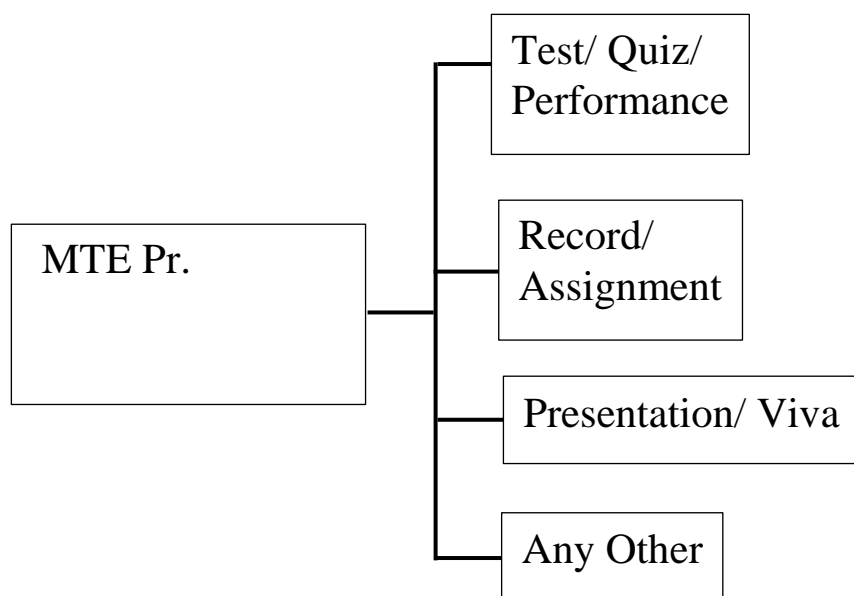 Test/ Quiz/
Performance
MTE Pr.
Record/
Assignment
Presentation/ Viva
Any Other